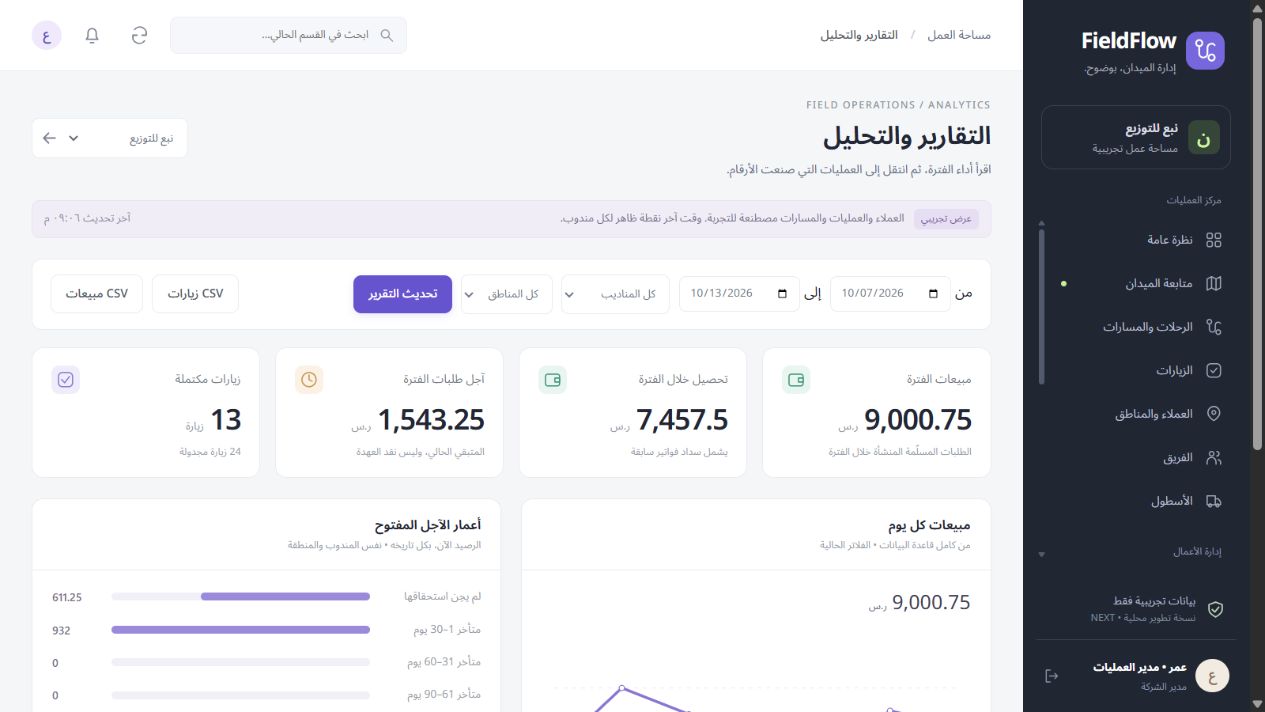 FieldFlow
إدارة الميدان، بوضوح.
ن
نبع للتوزيع
مساحة عمل تجريبية
مركز العمليات
نظرة عامة
متابعة الميدان
الرحلات والمسارات
الزيارات
العملاء والمناطق
الفريق
الأسطول
إدارة الأعمال
بيانات تجريبية فقط
نسخة تطوير محلية • NEXT
ع
عمر • مدير العمليات
مدير الشركة
مساحة العمل / التقارير والتحليل
ابحث في القسم الحالي...
ع
FIELD OPERATIONS / ANALYTICS
التقارير والتحليل
اقرأ أداء الفترة، ثم انتقل إلى العمليات التي صنعت الأرقام.
نبع للتوزيع
عرض تجريبي العملاء والعمليات والمسارات مصطنعة للتجربة، وقت آخر نقطة ظاهر لكل مندوب.
آخر تحديث ٠٩:٠٦ م
من 10/07/2026 إلى 10/13/2026 كل المناديب كل المناطق تحديث التقرير CSV زيارات CSV مبيعات
مبيعات الفترة
9,000.75 ر.س
الطلبات المسلّمة المنشأة خلال الفترة
تحصيل خلال الفترة
7,457.5 ر.س
يشمل سداد فواتير سابقة
آجل طلبات الفترة
1,543.25 ر.س
المتبقي الحالي، وليس نقد العهدة
زيارات مكتملة
13 زيارة
24 زيارة مجدولة
مبيعات كل يوم
من كامل قاعدة البيانات • الفلاتر الحالية
9,000.75 ر.س
أعمار الآجل المفتوح
الرصيد الآن، بكل تاريخه • نفس المندوب والمنطقة
لم يحن استحقاقها 611.25
متأخر 1–30 يوم 932
متأخر 31–60 يوم 0
متأخر 61–90 يوم 0